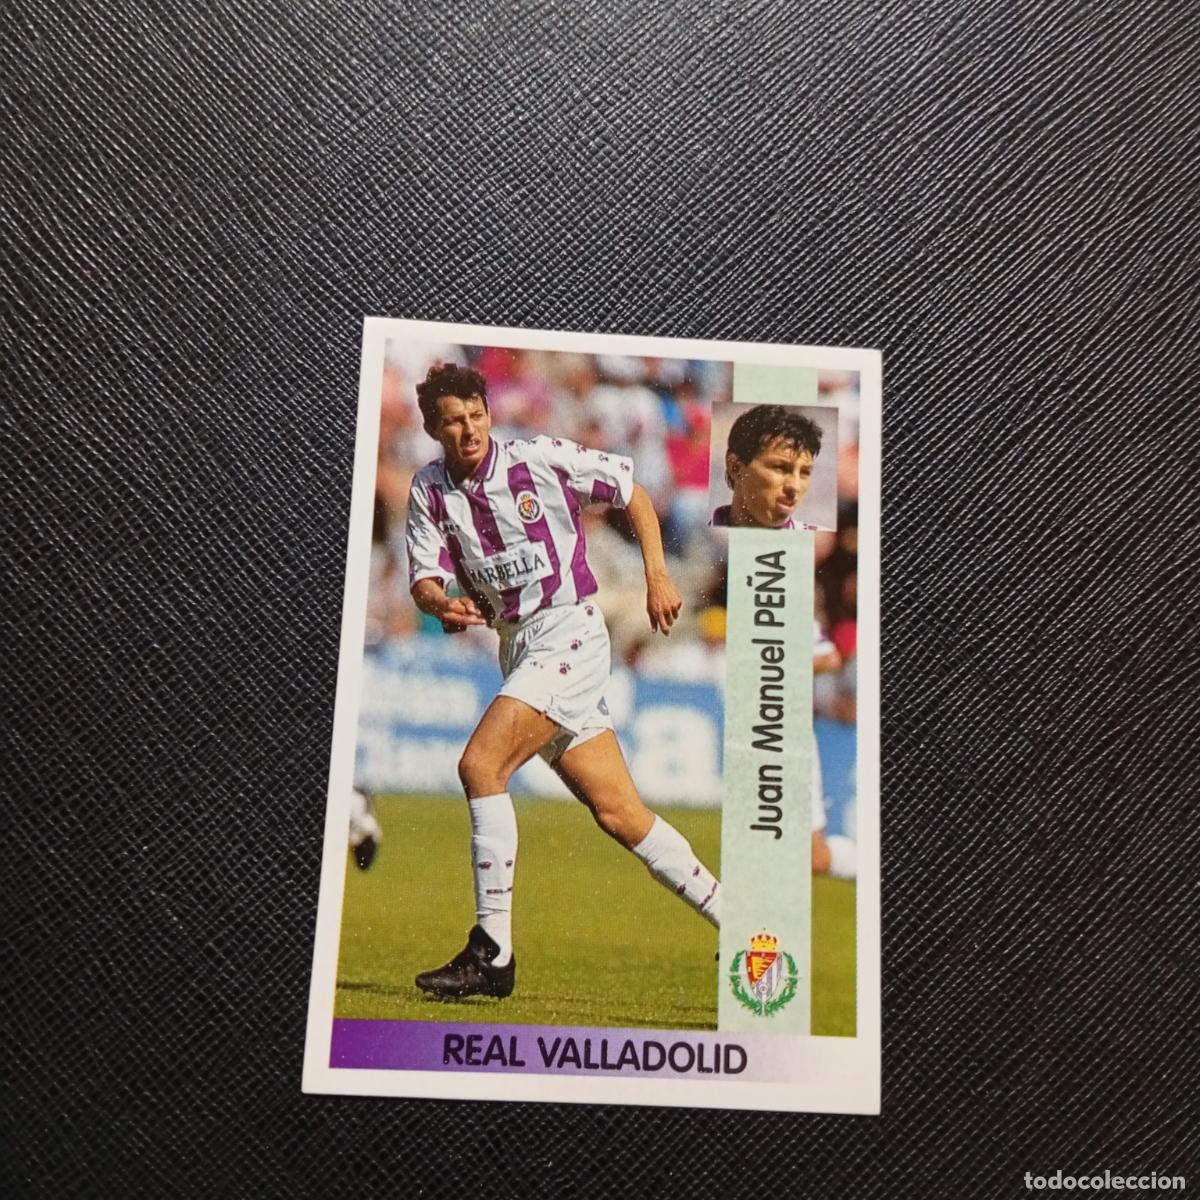 MARBELLA
Juan Manuel PEÑA
REAL VALLADOLID
todocoleccion